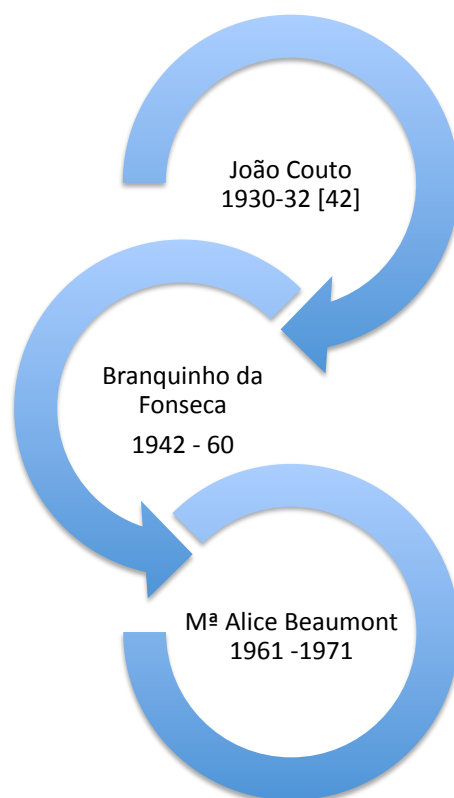 João Couto
1930-32 [42]
Branquinho da
Fonseca
1942 - 60
Mª Alice Beaumont
1961 -1971